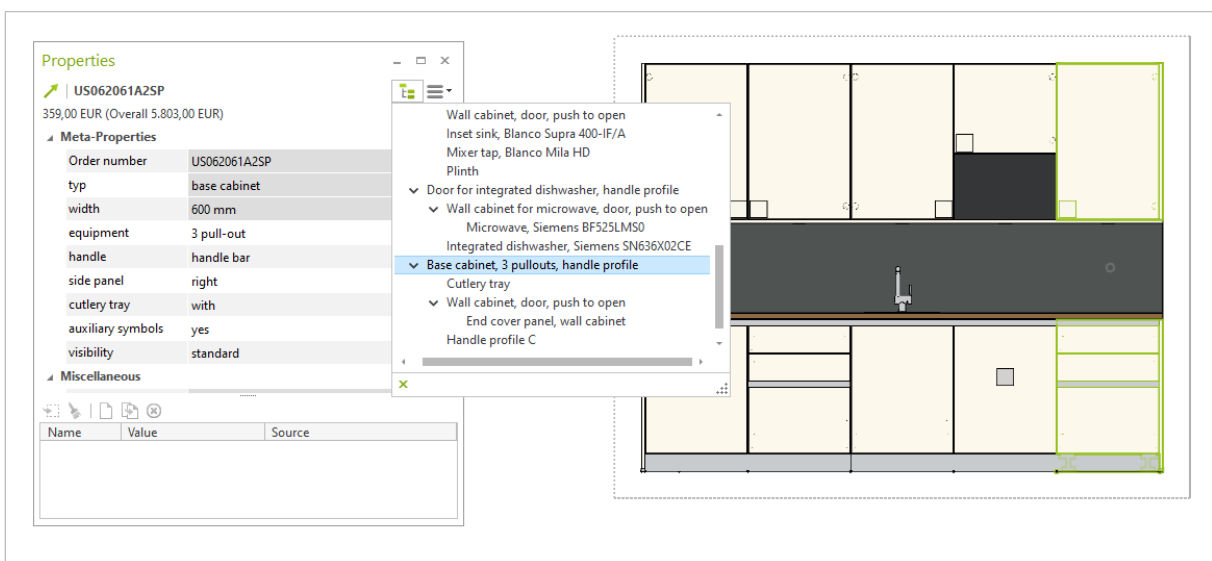 Properties
US062061A2SP
359,00 EUR (Overall 5.803,00 EUR)
Meta-Properties
Order number US062061A2SP
typ base cabinet
width 600 mm
equipment 3 pull-out
handle handle bar
side panel right
cutlery tray with
auxiliary symbols yes
visibility standard
Miscellaneous
Name Value Source
Wall cabinet, door, push to open
Inset sink, Blanco Supra 400-IF/A
Mixer tap, Blanco Mila HD
Plinth
Door for integrated dishwasher, handle profile
Wall cabinet for microwave, door, push to open
Microwave, Siemens BF525LMS0
Integrated dishwasher, Siemens SN636X02CE
Base cabinet, 3 pullouts, handle profile
Cutlery tray
Wall cabinet, door, push to open
End cover panel, wall cabinet
Handle profile C